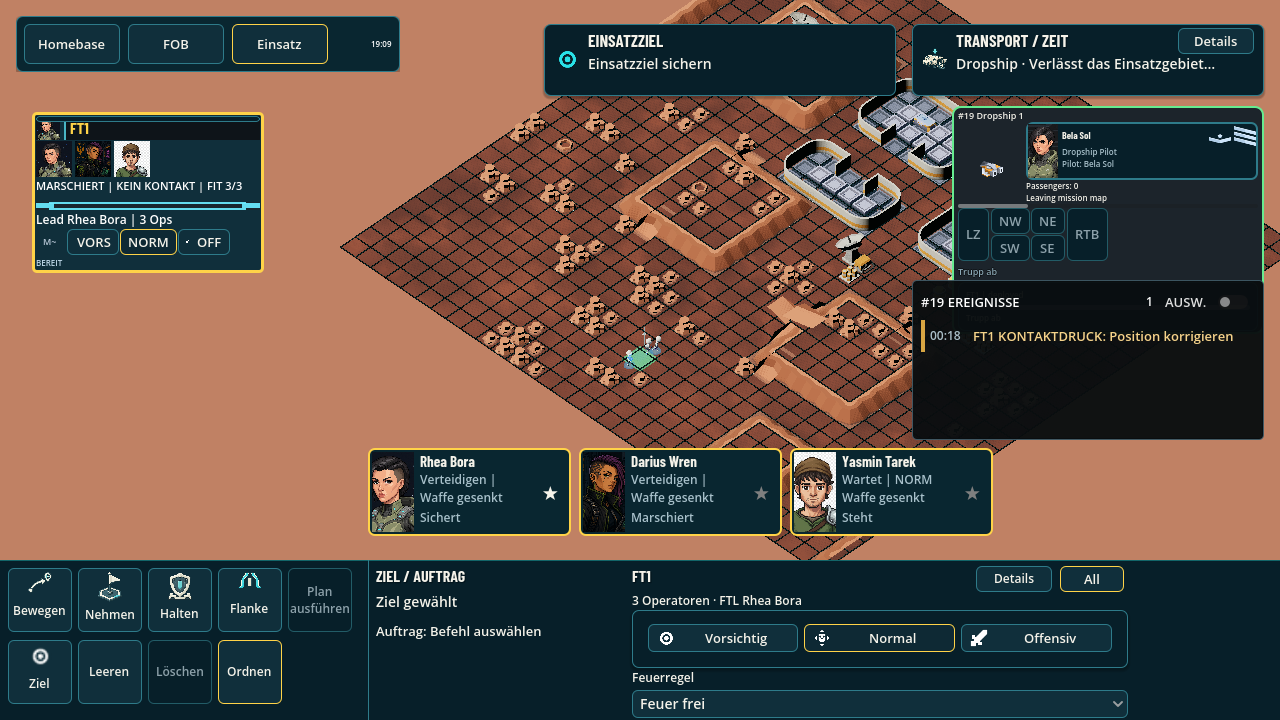 Homebase
FOB
Einsatz
19:09
EINSATZZIEL
Einsatzziel sichern
TRANSPORT / ZEIT
Details
Dropship · Verlässt das Einsatzgebiet...
FT1
MARSCHIERT | KEIN KONTAKT | FIT 3/3
Lead Rhea Bora | 3 Ops
M~
VORS
NORM
OFF
BEREIT
#19 Dropship 1
Bela Sol
Dropship Pilot
Pilot: Bela Sol
Passengers: 0
Leaving mission map
LZ
NW
NE
SW
SE
RTB
Trupp ab
#19 EREIGNISSE
1
AUSW.
00:18
FT1 KONTAKTDRUCK: Position korrigieren
Rhea Bora
Verteidigen |
Waffe gesenkt
Sichert
Darius Wren
Verteidigen |
Waffe gesenkt
Marschiert
Yasmin Tarek
Wartet | NORM
Waffe gesenkt
Steht
Bewegen
Nehmen
Halten
Flanke
Plan
ausführen
Ziel
Leeren
Löschen
Ordnen
ZIEL / AUFTRAG
Ziel gewählt
Auftrag: Befehl auswählen
FT1
Details
All
3 Operatoren · FTL Rhea Bora
Vorsichtig
Normal
Offensiv
Feuerregel
Feuer frei